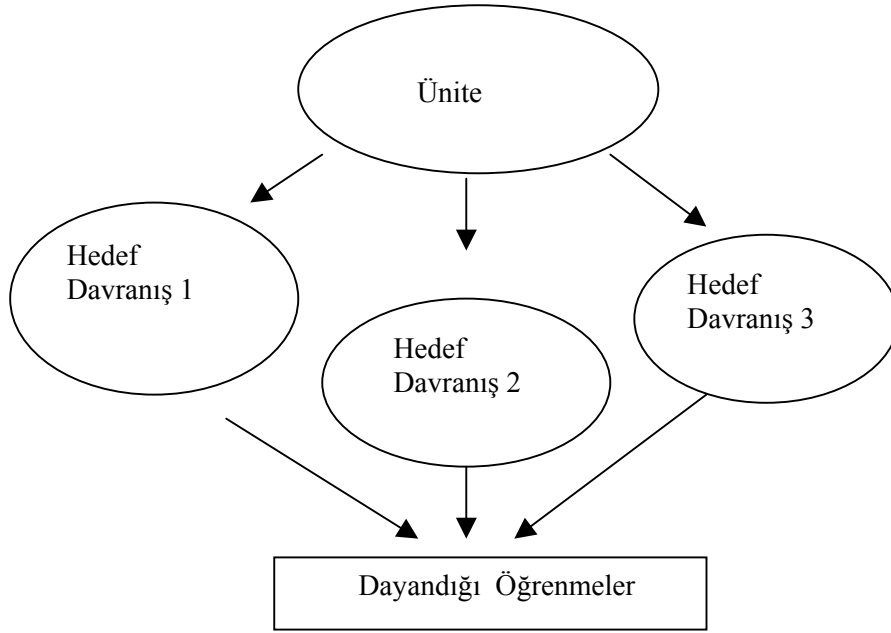 Ünite
Hedef
Davranış 1
Hedef
Davranış 2
Hedef
Davranış 3
Dayandığı Öğrenmeler